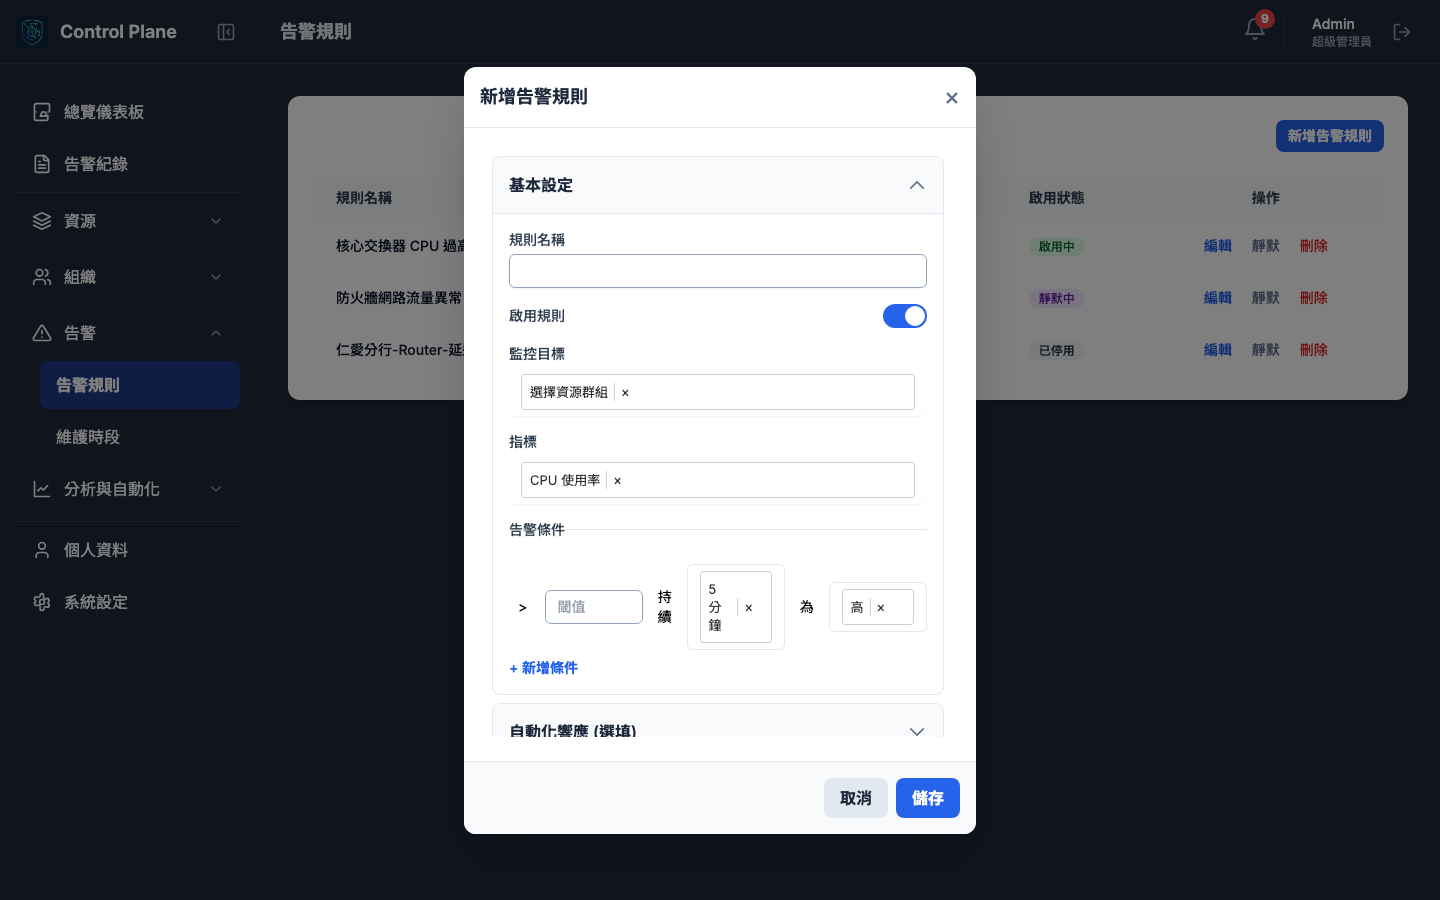 Control Plane
告警規則
9
Admin
超級管理員
總覽儀表板
告警紀錄
資源
組織
告警
告警規則
維護時段
分析與自動化
個人資料
系統設定
新增告警規則
規則名稱
啟用狀態
操作
核心交換器 CPU 過高
啟用中
編輯 靜默 刪除
防火牆網路流量異常
靜默中
編輯 靜默 刪除
仁愛分行-Router-延
已停用
編輯 靜默 刪除
新增告警規則
×
基本設定
規則名稱
啟用規則
監控目標
選擇資源群組 ×
指標
CPU 使用率 ×
告警條件
> 閾值 持續 5 分鐘 × 為 高 ×
+ 新增條件
自動化響應 (選填)
取消
儲存